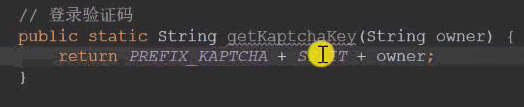 // 登录验证码
public static String getKaptchaKey(String owner) {
return PREFIX_KAPTCHA + + owner;
}